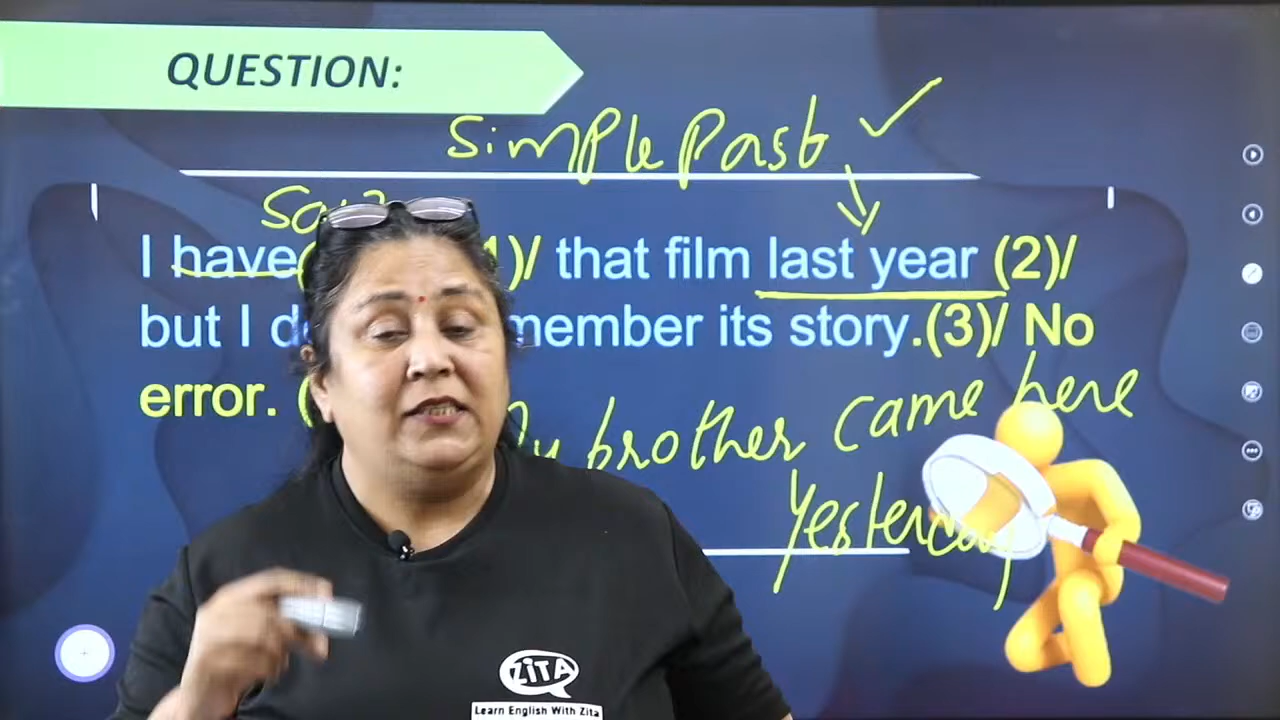 QUESTION:
Simple Past
I have 1)/ that film last year (2)/
but I member its story.(3)/ No
error. (
brother came here
yesterday
ZiTA
Learn English With Zita